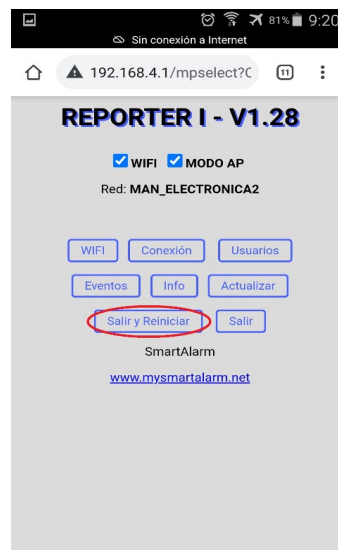 81% 9:20
Sin conexión a Internet
192.168.4.1/mpselect?C 11
REPORTER I - V1.28
WIFI MODO AP
Red: MAN_ELECTRONICA2
WIFI Conexión Usuarios
Eventos Info Actualizar
Salir y Reiniciar Salir
SmartAlarm
www.mysmartalarm.net